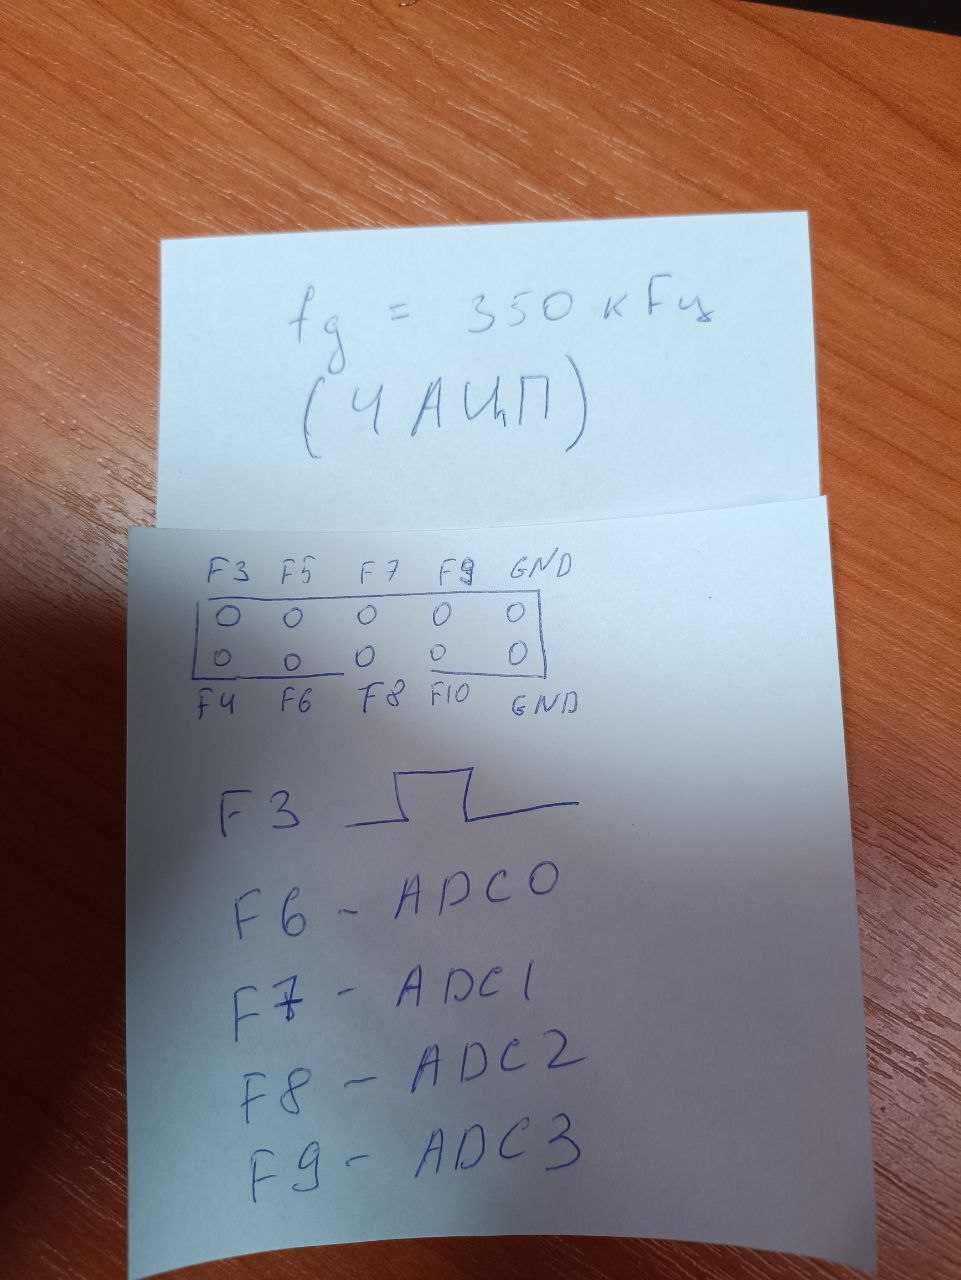 fg = 350 кГц
(4 АЦП)
F3 F5 F7 F9 GND
F4 F6 F8 F10 GND
F3
F6 - ADC0
F7 - ADC1
F8 - ADC2
F9 - ADC3